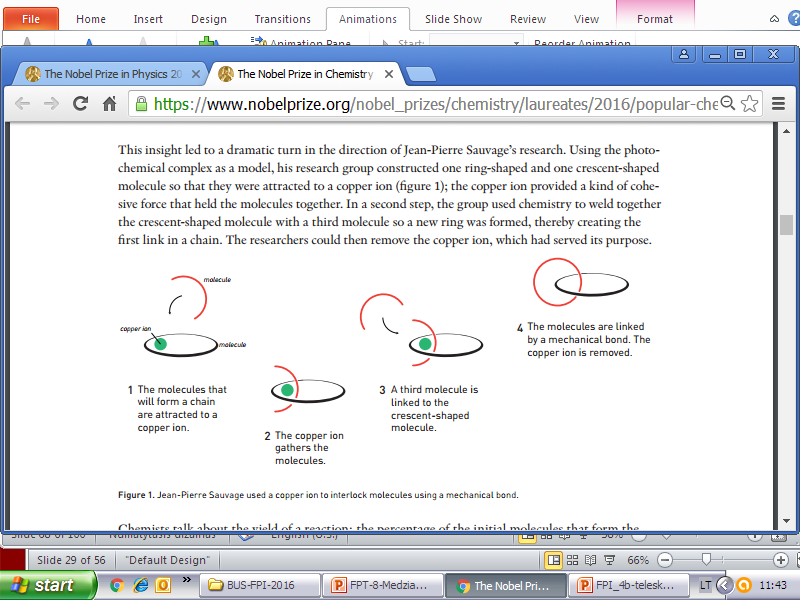 File Home Insert Design Transitions Animations Slide Show Review View Format
Animation Pane Start: Reorder Animation
The Nobel Prize in Physics 20 The Nobel Prize in Chemistry
https://www.nobelprize.org/nobel_prizes/chemistry/laureates/2016/popular-che
This insight led to a dramatic turn in the direction of Jean-Pierre Sauvage's research. Using the photo-
chemical complex as a model, his research group constructed one ring-shaped and one crescent-shaped
molecule so that they were attracted to a copper ion (figure 1); the copper ion provided a kind of cohe-
sive force that held the molecules together. In a second step, the group used chemistry to weld together
the crescent-shaped molecule with a third molecule so a new ring was formed, thereby creating the
first link in a chain. The researchers could then remove the copper ion, which had served its purpose.
molecule
copper ion
molecule
1 The molecules that
will form a chain
are attracted to a
copper ion.
2 The copper ion
gathers the
molecules.
3 A third molecule is
linked to the
crescent-shaped
molecule.
4 The molecules are linked
by a mechanical bond. The
copper ion is removed.
Figure 1. Jean-Pierre Sauvage used a copper ion to interlock molecules using a mechanical bond.
Chemists talk about the yield of a reaction: the percentage of the initial molecules that form the
Slide 29 of 56 "Default Design" 66%
start BUS-FPI-2016 FPT-8-Medzia... The Nobel Pri... FPI_4b-telesk... LT 11:43